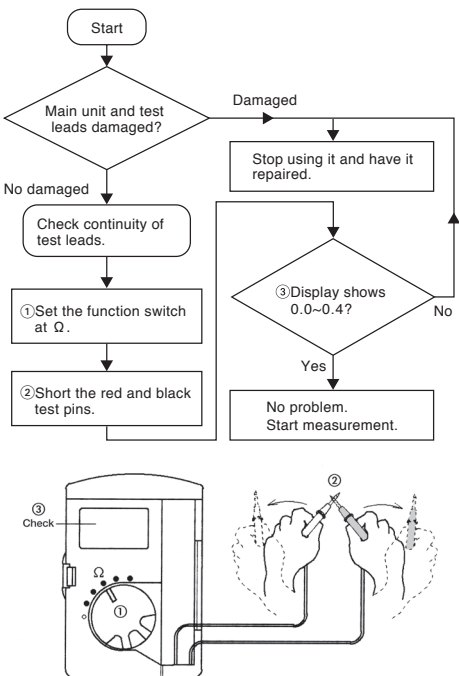 Start
Main unit and test
leads damaged?
Damaged
Stop using it and have it
repaired.
No damaged
Check continuity of
test leads.
①Set the function switch
at Ω.
②Short the red and black
test pins.
③Display shows
0.0~0.4?
No
Yes
No problem.
Start measurement.
③
Check
Ω
①
②